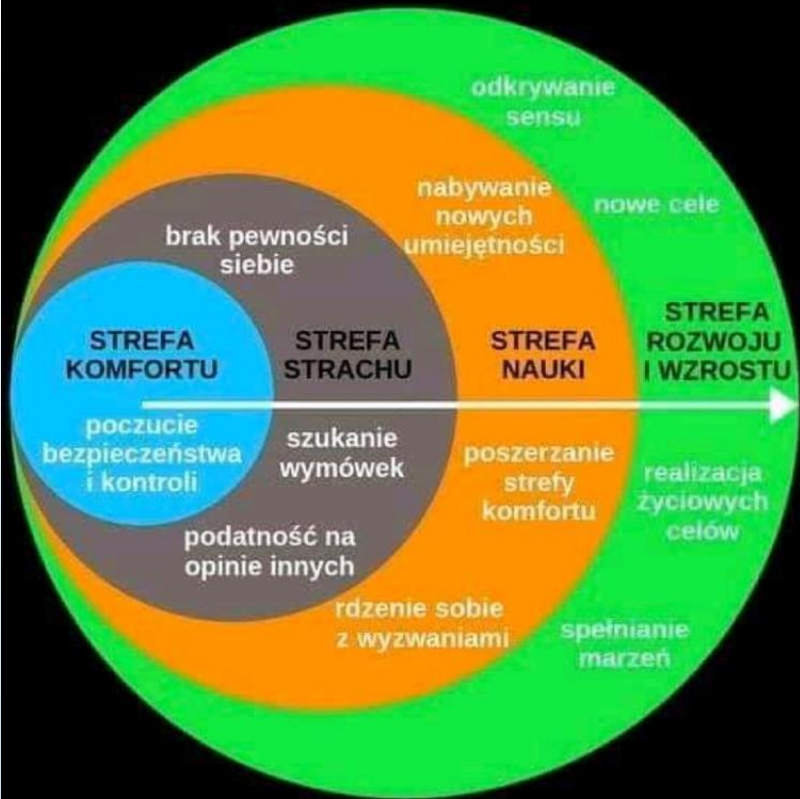 odkrywanie
sensu
nabywanie
nowych
umiejętności
nowe cele
brak pewności
siebie
STREFA
KOMFORTU
STREFA
STRACHU
STREFA
NAUKI
STREFA
ROZWOJU
I WZROSTU
poczucie
bezpieczeństwa
i kontroli
szukanie
wymówek
poszerzanie
strefy
komfortu
realizacja
życiowych
celów
podatność na
opinie innych
rdzenie sobie
z wyzwaniami
spełnianie
marzeń